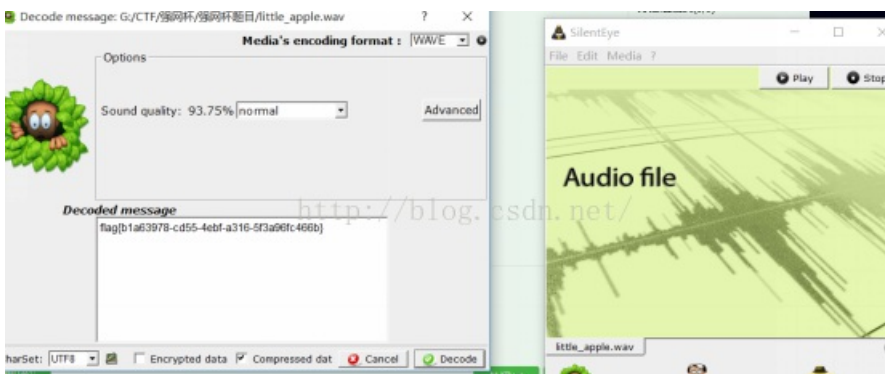 Decode message: G:/CTF/强网杯/强网杯题目/little_apple.wav ? ×
Media's encoding format : WAVE
Options
Sound quality: 93.75% normal
Advanced
Decoded message
flag{b1a63978-cd55-4ebf-a316-5f3a96fc466b}
harSet: UTF8 Encrypted data Compressed dat Cancel Decode
SilentEye
File Edit Media ?
Play Stop
Audio file
http://blog.csdn.net/
little_apple.wav